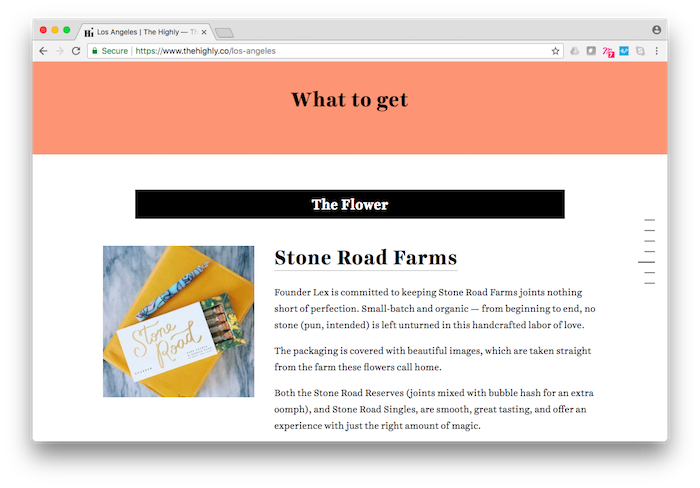 Los Angeles | The Highly — Th
Secure | https://www.thehighly.co/los-angeles
What to get
The Flower
Stone Road Farms
Founder Lex is committed to keeping Stone Road Farms joints nothing
short of perfection. Small-batch and organic — from beginning to end, no
stone (pun, intended) is left unturned in this handcrafted labor of love.
Stone
Road
The packaging is covered with beautiful images, which are taken straight
from the farm these flowers call home.
Both the Stone Road Reserves (joints mixed with bubble hash for an extra
oomph), and Stone Road Singles, are smooth, great tasting, and offer an
experience with just the right amount of magic.